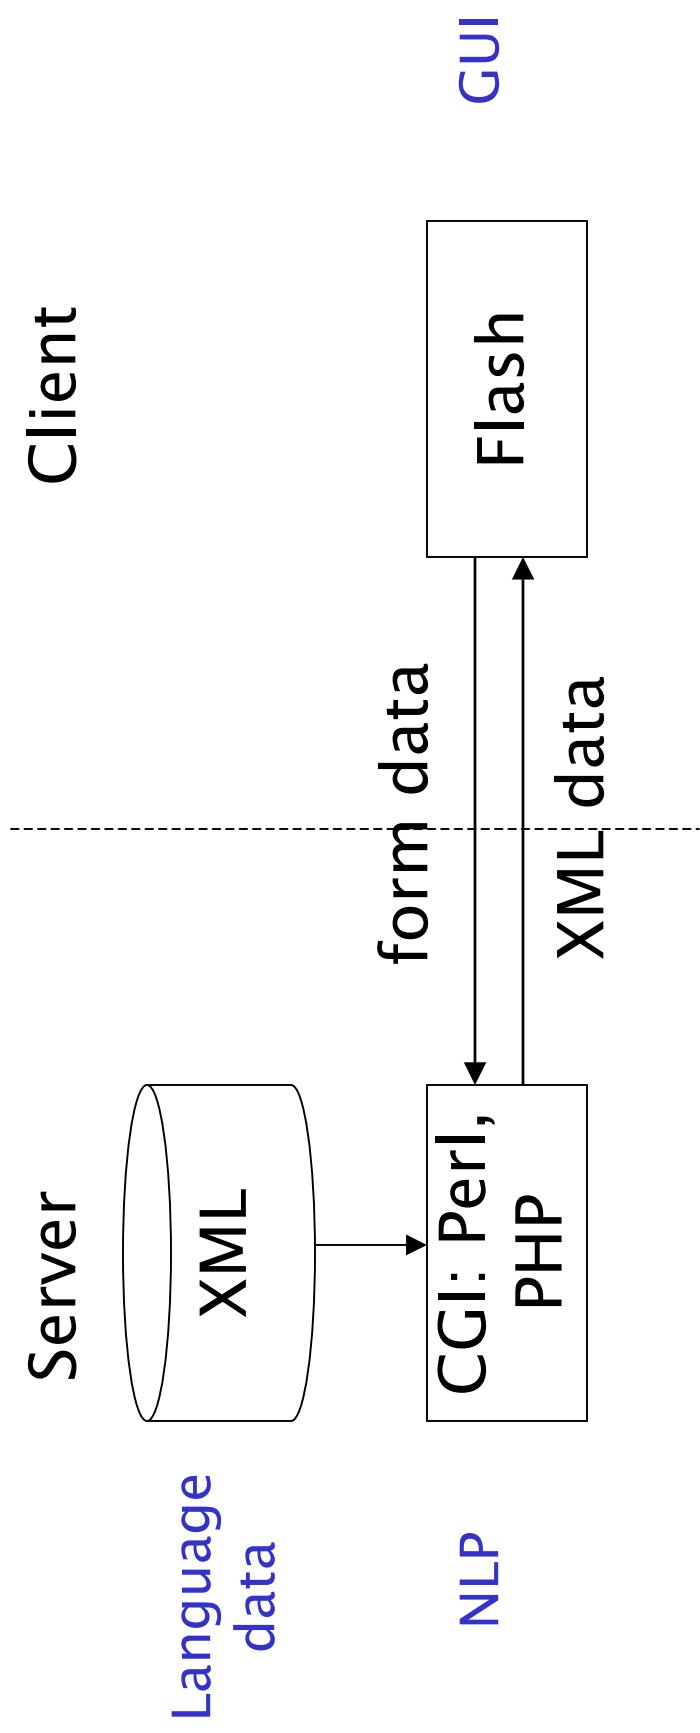 Server
Client
Language
data
XML
form data
NLP
CGI: Perl,
PHP
XML data
Flash
GUI